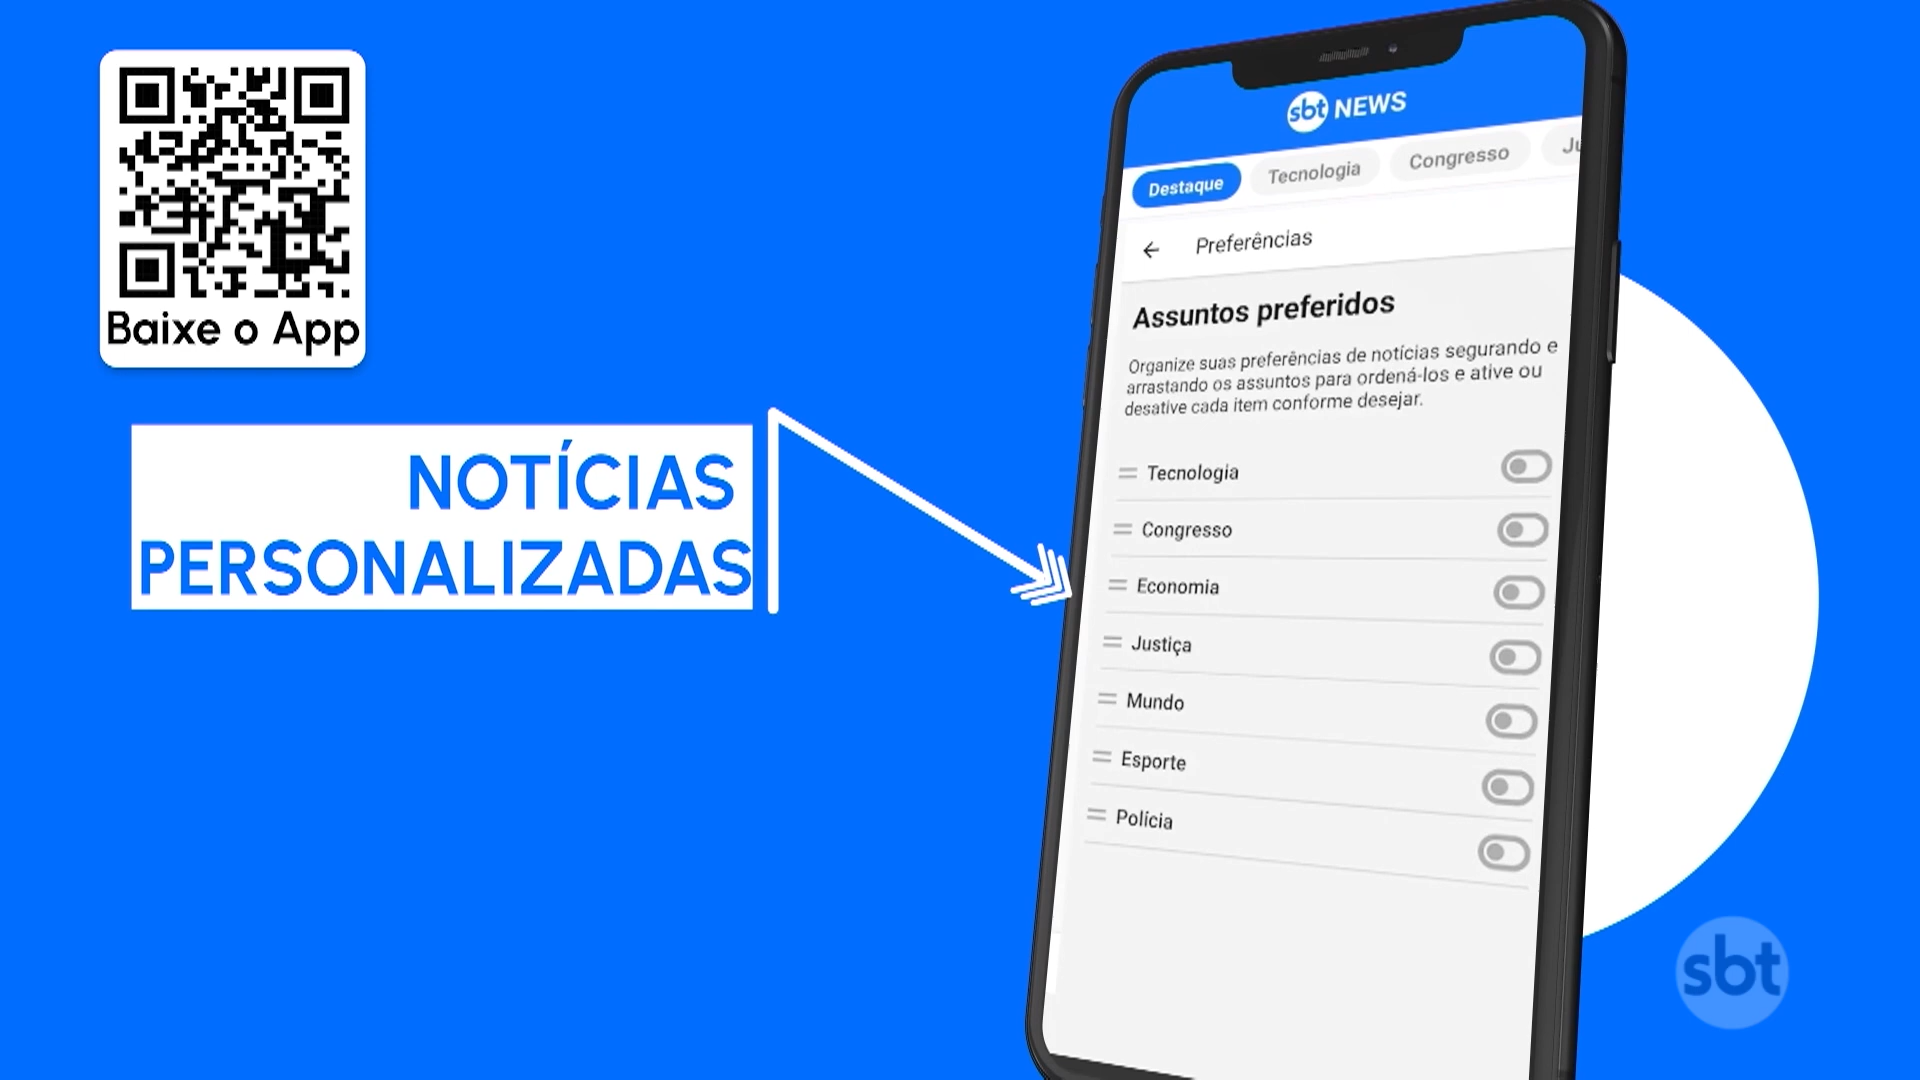 Baixe o App
NOTÍCIAS
PERSONALIZADAS
sbt NEWS
Destaque Tecnologia Congresso Ju
Preferências
Assuntos preferidos
Organize suas preferências de notícias segurando e
arrastando os assuntos para ordená-los e ative ou
desative cada item conforme desejar.
Tecnologia
Congresso
Economia
Justiça
Mundo
Esporte
Polícia
sbt